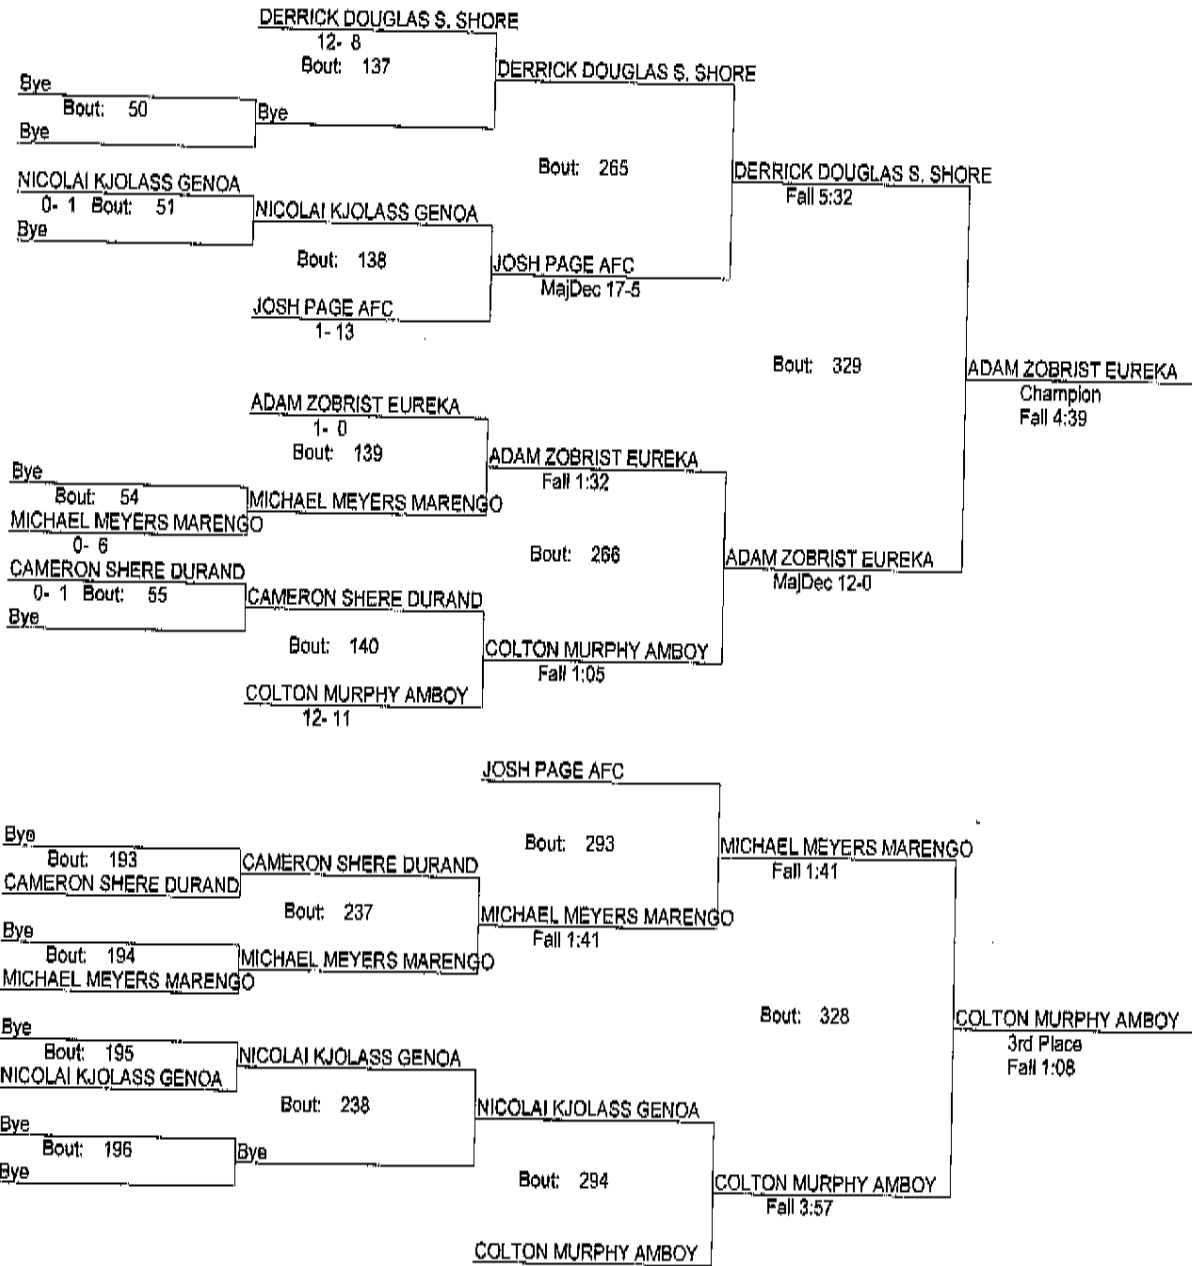 DERRICK DOUGLAS S. SHORE
12- 8
Bout: 137
DERRICK DOUGLAS S. SHORE
Bye
Bout: 50
Bye
Bye
Bout: 265
DERRICK DOUGLAS S. SHORE
Fall 5:32
NICOLAI KJOLASS GENOA
0- 1 Bout: 51
NICOLAI KJOLASS GENOA
Bye
Bout: 138
JOSH PAGE AFC
MajDec 17-5
JOSH PAGE AFC
1- 13
Bout: 329
ADAM ZOBRIST EUREKA
Champion
Fall 4:39
ADAM ZOBRIST EUREKA
1- 0
Bout: 139
ADAM ZOBRIST EUREKA
Fall 1:32
Bye
Bout: 54
MICHAEL MEYERS MARENGO
MICHAEL MEYERS MARENGO
0- 6
Bout: 266
ADAM ZOBRIST EUREKA
MajDec 12-0
CAMERON SHERE DURAND
0- 1 Bout: 55
CAMERON SHERE DURAND
Bye
Bout: 140
COLTON MURPHY AMBOY
Fall 1:05
COLTON MURPHY AMBOY
12- 11
JOSH PAGE AFC
Bye
Bout: 193
CAMERON SHERE DURAND
CAMERON SHERE DURAND
Bout: 293
MICHAEL MEYERS MARENGO
Fall 1:41
Bout: 237
MICHAEL MEYERS MARENGO
Fall 1:41
Bye
Bout: 194
MICHAEL MEYERS MARENGO
MICHAEL MEYERS MARENGO
Bout: 328
COLTON MURPHY AMBOY
3rd Place
Fall 1:08
Bye
Bout: 195
NICOLAI KJOLASS GENOA
NICOLAI KJOLASS GENOA
Bout: 238
NICOLAI KJOLASS GENOA
Bye
Bout: 196
Bye
Bye
Bout: 294
COLTON MURPHY AMBOY
Fall 3:57
COLTON MURPHY AMBOY